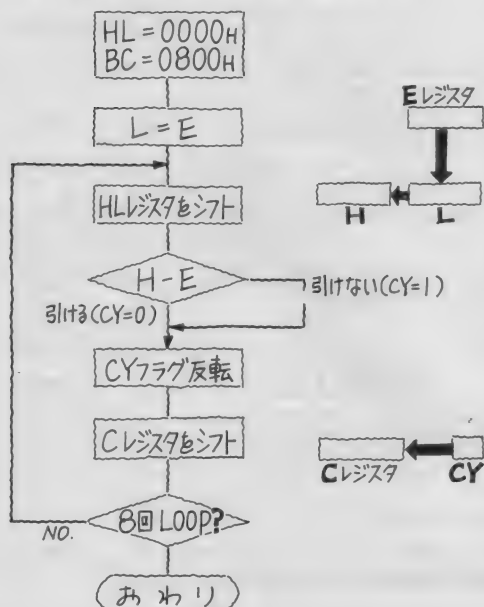 HL=0000H
BC=0800H
L=E
HLレジスタをシフト
H-E
引けない(CY=1)
引ける(CY=0)
CYフラグ反転
Cレジスタをシフト
8回LOOP?
NO.
おわり
Eレジスタ
H
L
Cレジスタ
CY